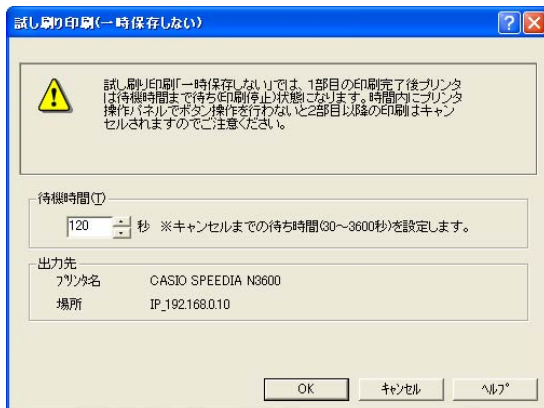 試し刷り印刷(一時保存しない)
試し刷り印刷「一時保存しない」では、1部目の印刷完了後プリンタ
は待機時間まで待ち(印刷停止)状態になります。時間内にプリンタ
操作パネルでボタン操作を行わないと2部目以降の印刷はキャン
セルされますのでご注意ください。
待機時間(T)
120 秒 ※キャンセルまでの待ち時間(30~3600秒)を設定します。
出力先
プリンタ名 CASIO SPEEDIA N3600
場所 IP_192.168.0.10
OK キャンセル ヘルプ